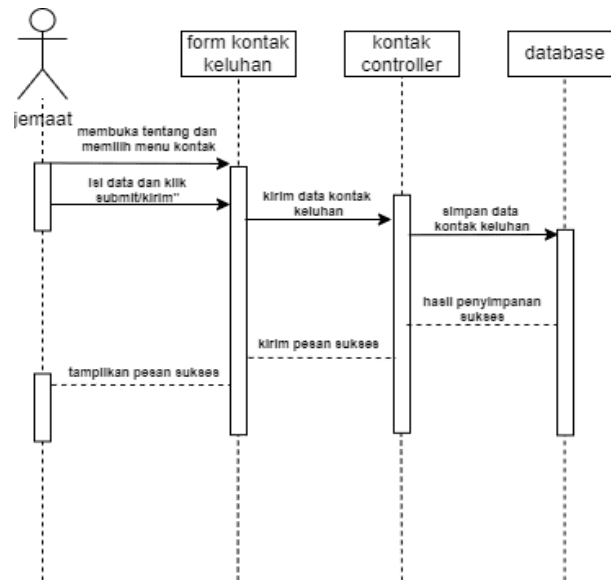 form kontak
keluhan
kontak
controller
database
jemaat
membuka tentang dan
memilih menu kontak
isi data dan klik
submit/kirim"
kirim data kontak
keluhan
simpan data
kontak keluhan
hasil penyimpanan
sukses
kirim pesan sukses
tampilkan pesan sukses